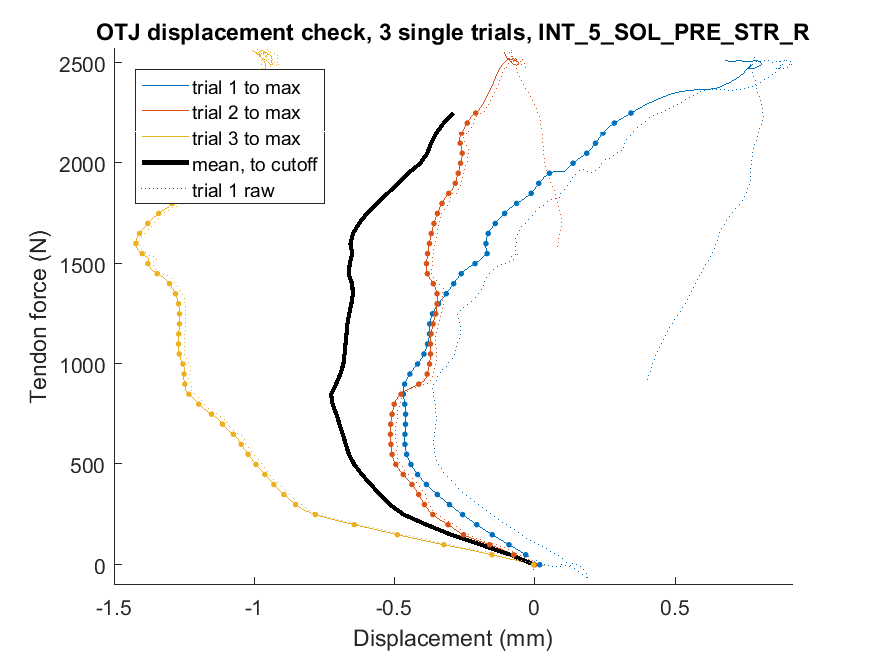 OTJ displacement check, 3 single trials, INT_5_SOL_PRE_STR_R
2500
2000
1500
1000
500
0
Tendon force (N)
trial 1 to max
trial 2 to max
trial 3 to max
mean, to cutoff
trial 1 raw
-1.5
-1
-0.5
0
0.5
Displacement (mm)